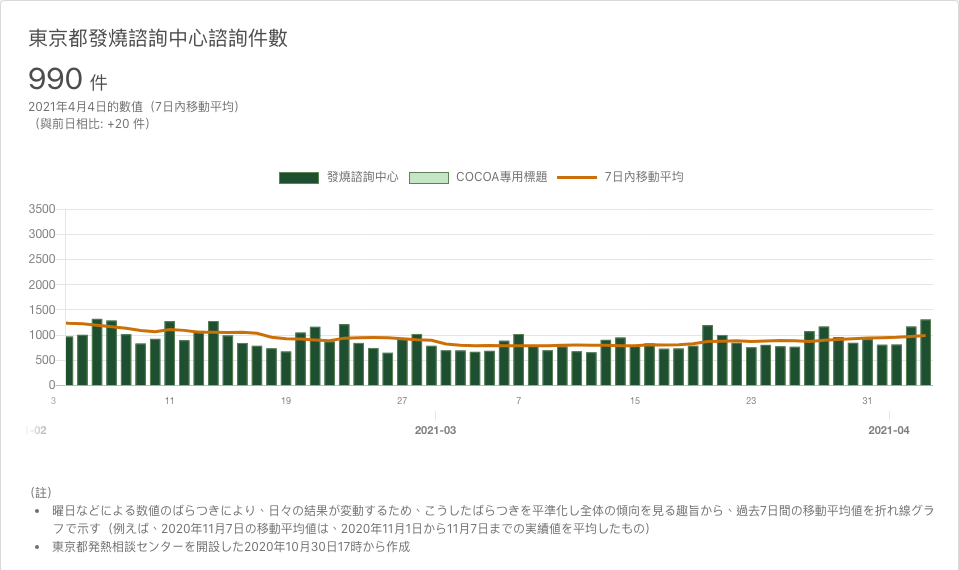 東京都發燒諮詢中心諮詢件數
990 件
2021年4月4日的數值（7日內移動平均）
（與前日相比: +20 件）
發燒諮詢中心 COCOA專用標題 7日內移動平均
3500
3000
2500
2000
1500
1000
500
0
3 11 19 27 7 15 23 31
-02 2021-03 2021-04
（註）
• 曜日などによる数値のばらつきにより、日々の結果が変動するため、こうしたばらつきを平準化し全体の傾向を見る趣旨から、過去7日間の移動平均値を折れ線グラ
フで示す（例えば、2020年11月7日の移動平均値は、2020年11月1日から11月7日までの実績値を平均したもの）
• 東京都発熱相談センターを開設した2020年10月30日17時から作成